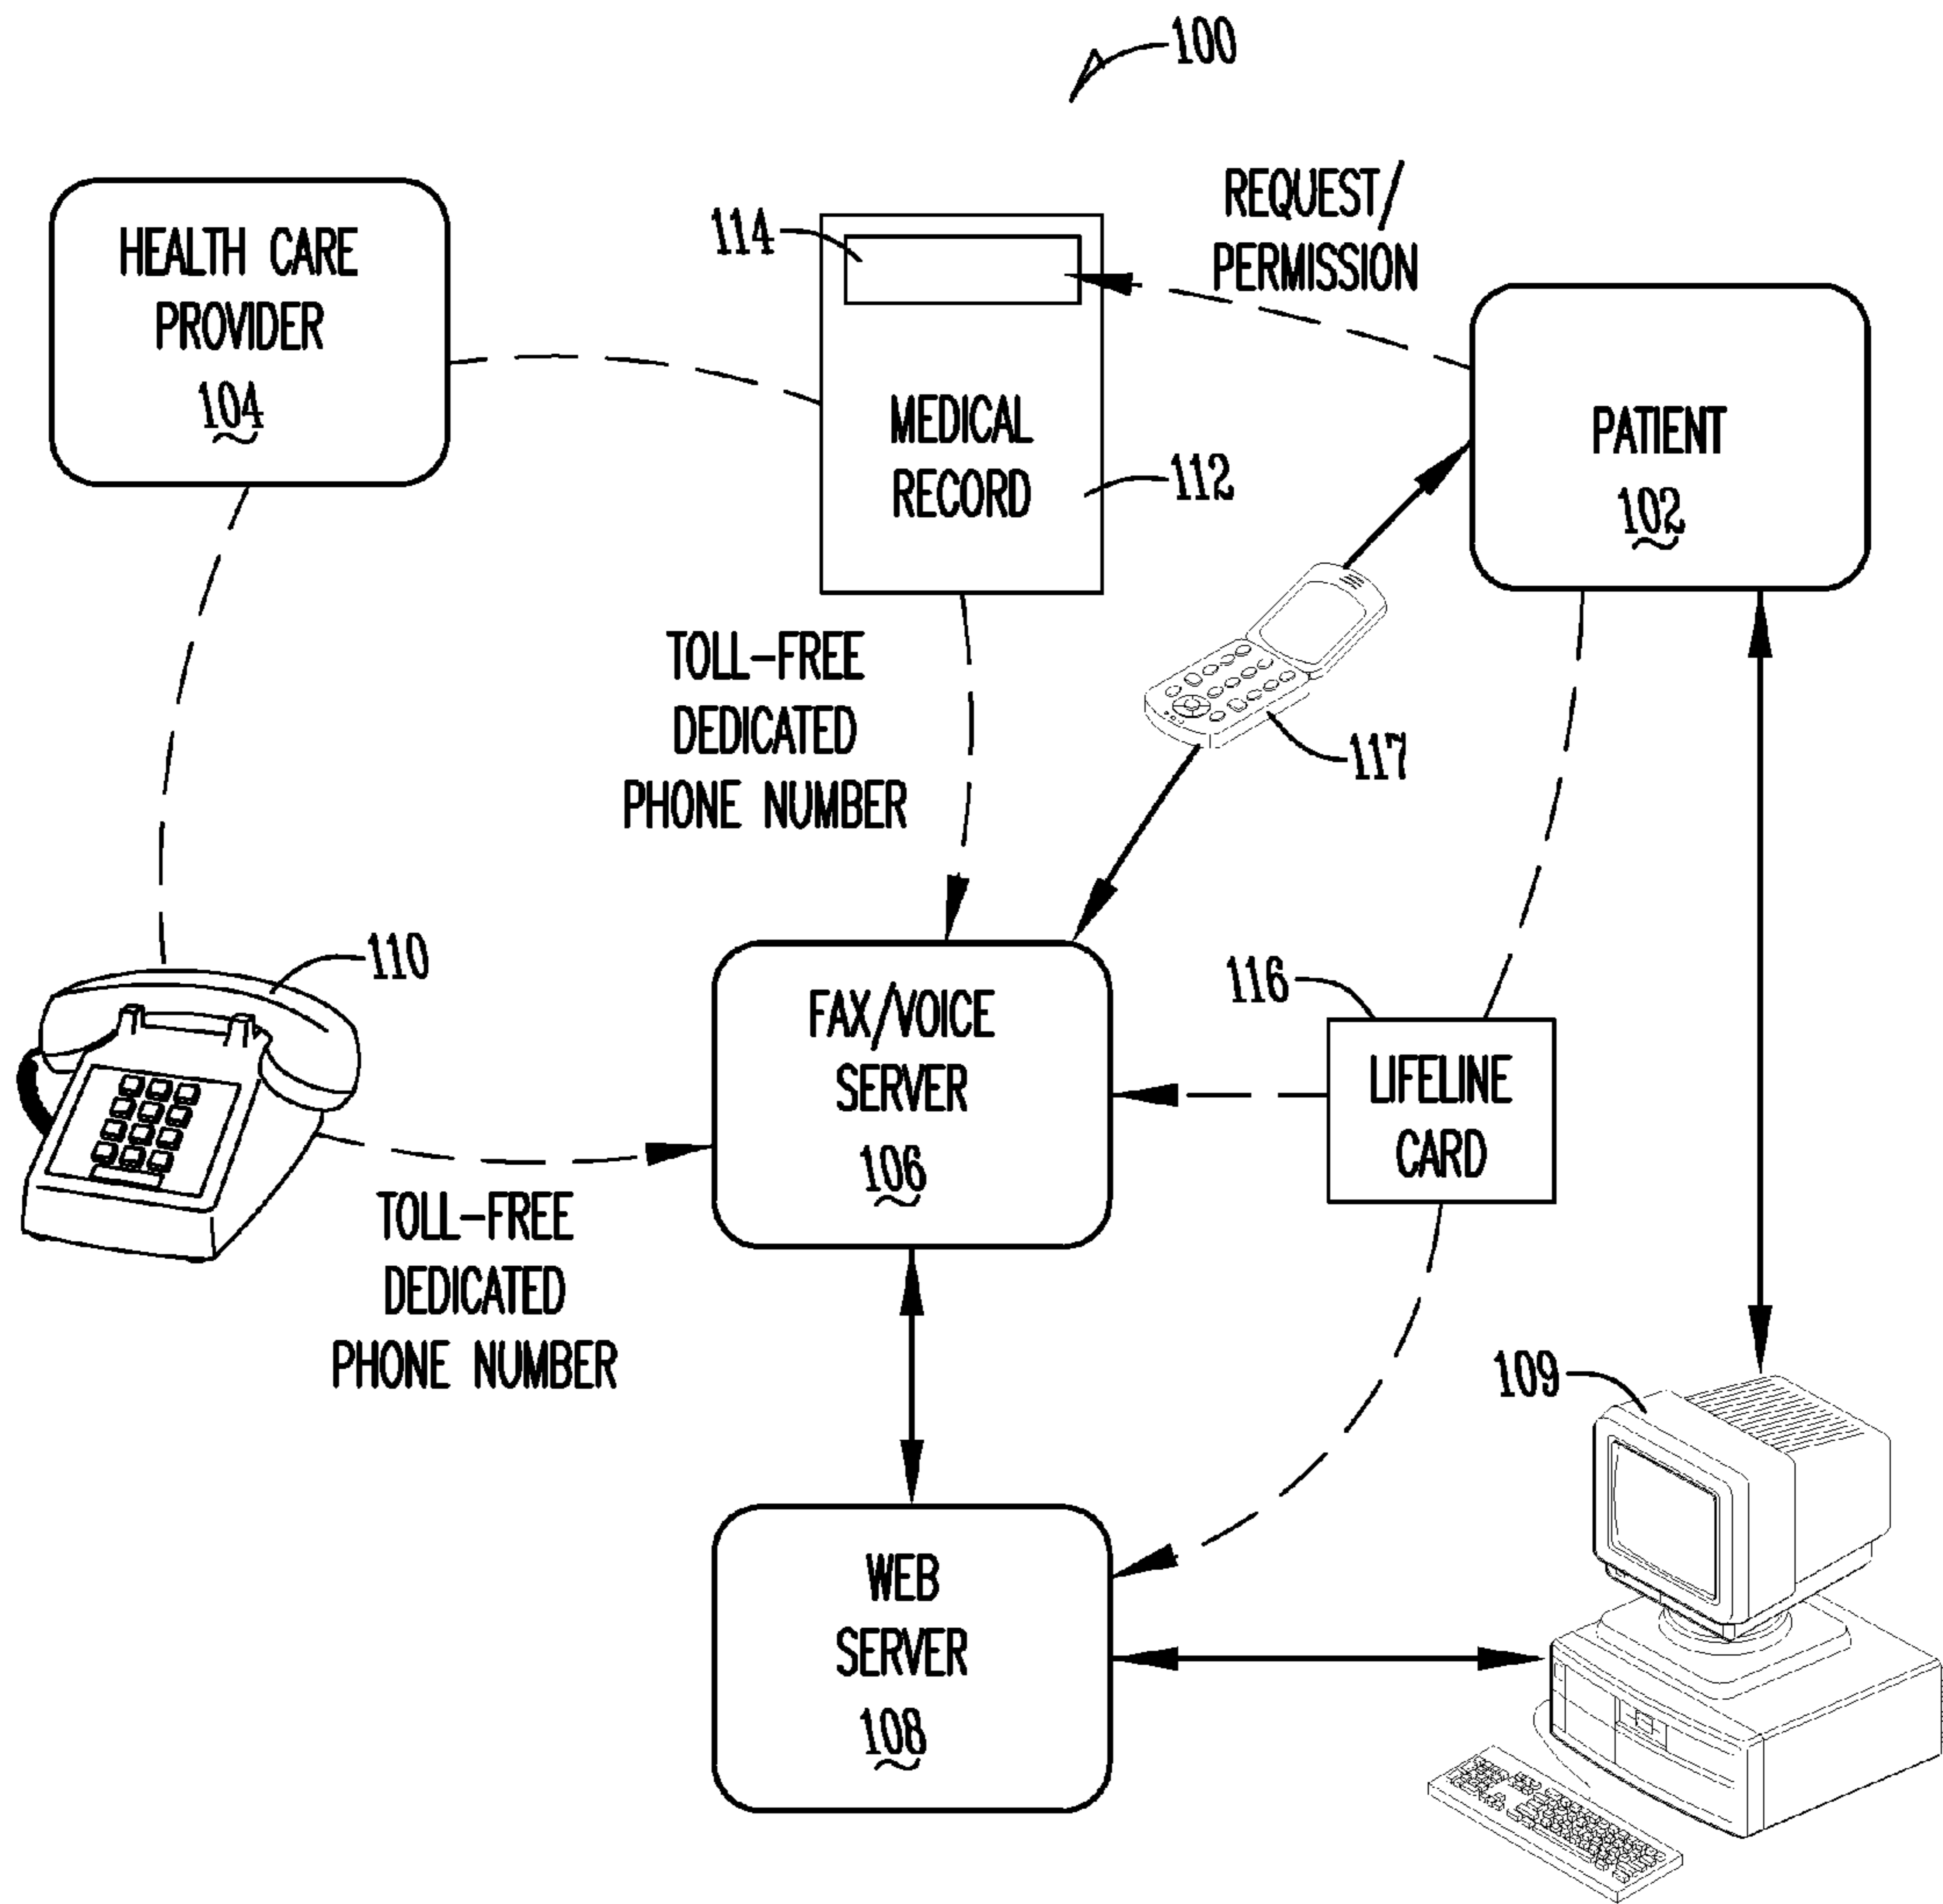 100
HEALTH CARE
PROVIDER
104
114
REQUEST/
PERMISSION
MEDICAL
RECORD
112
PATIENT
102
TOLL-FREE
DEDICATED
PHONE NUMBER
117
110
FAX/VOICE
SERVER
106
116
LIFELINE
CARD
TOLL-FREE
DEDICATED
PHONE NUMBER
109
WEB
SERVER
108